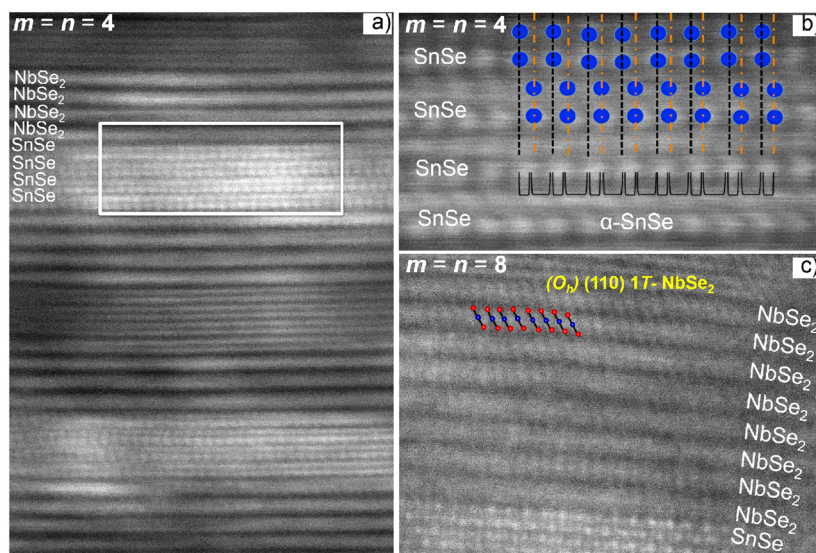 m = n = 4
a)
NbSe₂
NbSe₂
NbSe₂
NbSe₂
SnSe
SnSe
SnSe
SnSe
m = n = 4
b)
SnSe
SnSe
SnSe
SnSe
α-SnSe
m = n = 8
c)
(Oₕ) (110) 1T- NbSe₂
NbSe₂
NbSe₂
NbSe₂
NbSe₂
NbSe₂
NbSe₂
NbSe₂
NbSe₂
SnSe